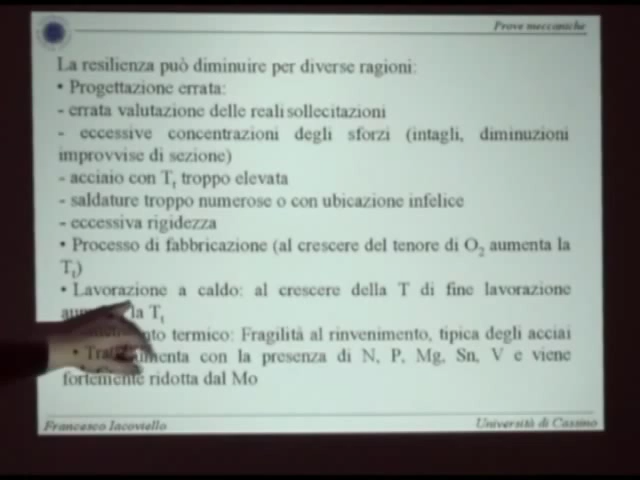 Prove meccaniche
La resilienza può diminuire per diverse ragioni:
• Progettazione errata:
- errata valutazione delle reali sollecitazioni
- eccessive concentrazioni degli sforzi (intagli, diminuzioni
improvvise di sezione)
- acciaio con Tt troppo elevata
- saldature troppo numerose o con ubicazione infelice
- eccessiva rigidezza
• Processo di fabbricazione (al crescere del tenore di O2 aumenta la
Tt)
• Lavorazione a caldo: al crescere della T di fine lavorazione
la Tt
termico: Fragilità al rinvenimento, tipica degli acciai
con la presenza di N, P, Mg, Sn, V e viene
fortemente ridotta dal Mo
Francesco Iacoviello
Università di Cassino